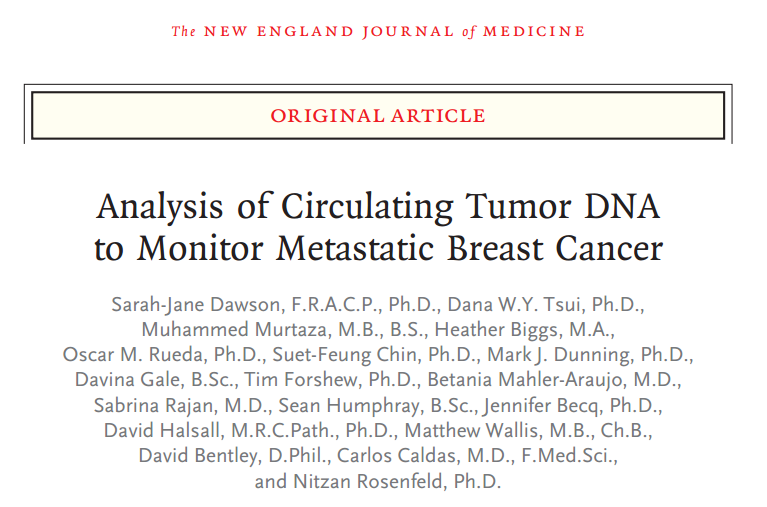 The NEW ENGLAND JOURNAL of MEDICINE
ORIGINAL ARTICLE
Analysis of Circulating Tumor DNA
to Monitor Metastatic Breast Cancer
Sarah-Jane Dawson, F.R.A.C.P., Ph.D., Dana W.Y. Tsui, Ph.D.,
Muhammed Murtaza, M.B., B.S., Heather Biggs, M.A.,
Oscar M. Rueda, Ph.D., Suet-Feung Chin, Ph.D., Mark J. Dunning, Ph.D.,
Davina Gale, B.Sc., Tim Forshew, Ph.D., Betania Mahler-Araujo, M.D.,
Sabrina Rajan, M.D., Sean Humphray, B.Sc., Jennifer Becq, Ph.D.,
David Halsall, M.R.C.Path., Ph.D., Matthew Wallis, M.B., Ch.B.,
David Bentley, D.Phil., Carlos Caldas, M.D., F.Med.Sci.,
and Nitzan Rosenfeld, Ph.D.